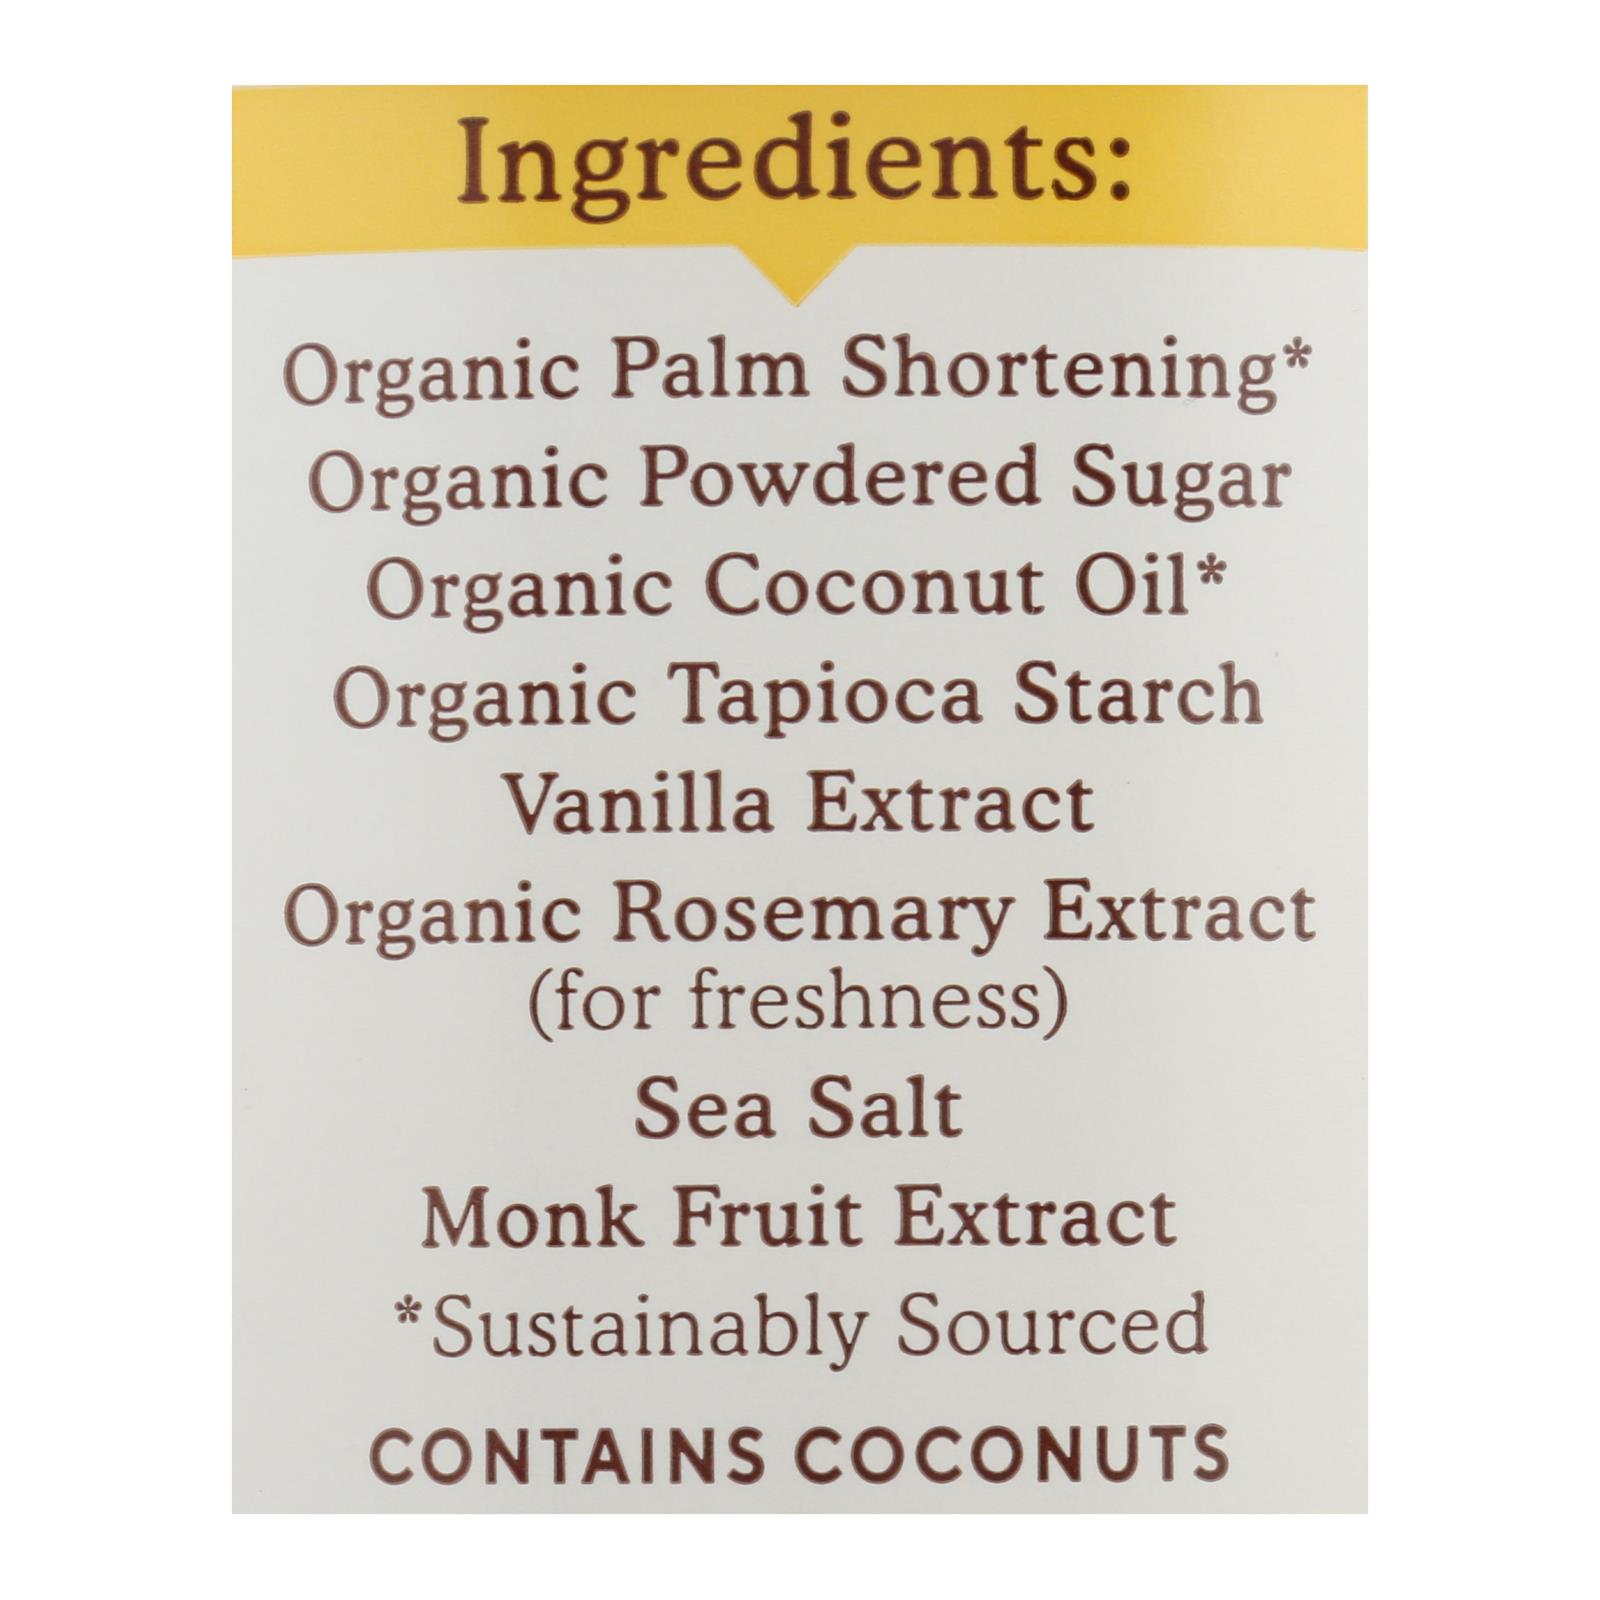 Ingredients:
Organic Palm Shortening*
Organic Powdered Sugar
Organic Coconut Oil*
Organic Tapioca Starch
Vanilla Extract
Organic Rosemary Extract
(for freshness)
Sea Salt
Monk Fruit Extract
*Sustainably Sourced
CONTAINS COCONUTS